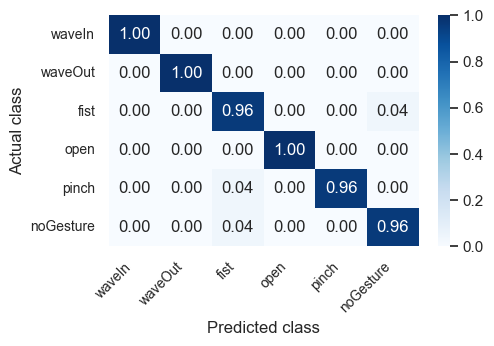 waveIn 1.00 0.00 0.00 0.00 0.00 0.00
waveOut 0.00 1.00 0.00 0.00 0.00 0.00
fist 0.00 0.00 0.96 0.00 0.00 0.04
open 0.00 0.00 0.00 1.00 0.00 0.00
pinch 0.00 0.00 0.04 0.00 0.96 0.00
noGesture 0.00 0.00 0.04 0.00 0.00 0.96
Actual class
waveIn waveOut fist open pinch noGesture
Predicted class
1.0
0.8
0.6
0.4
0.2
0.0